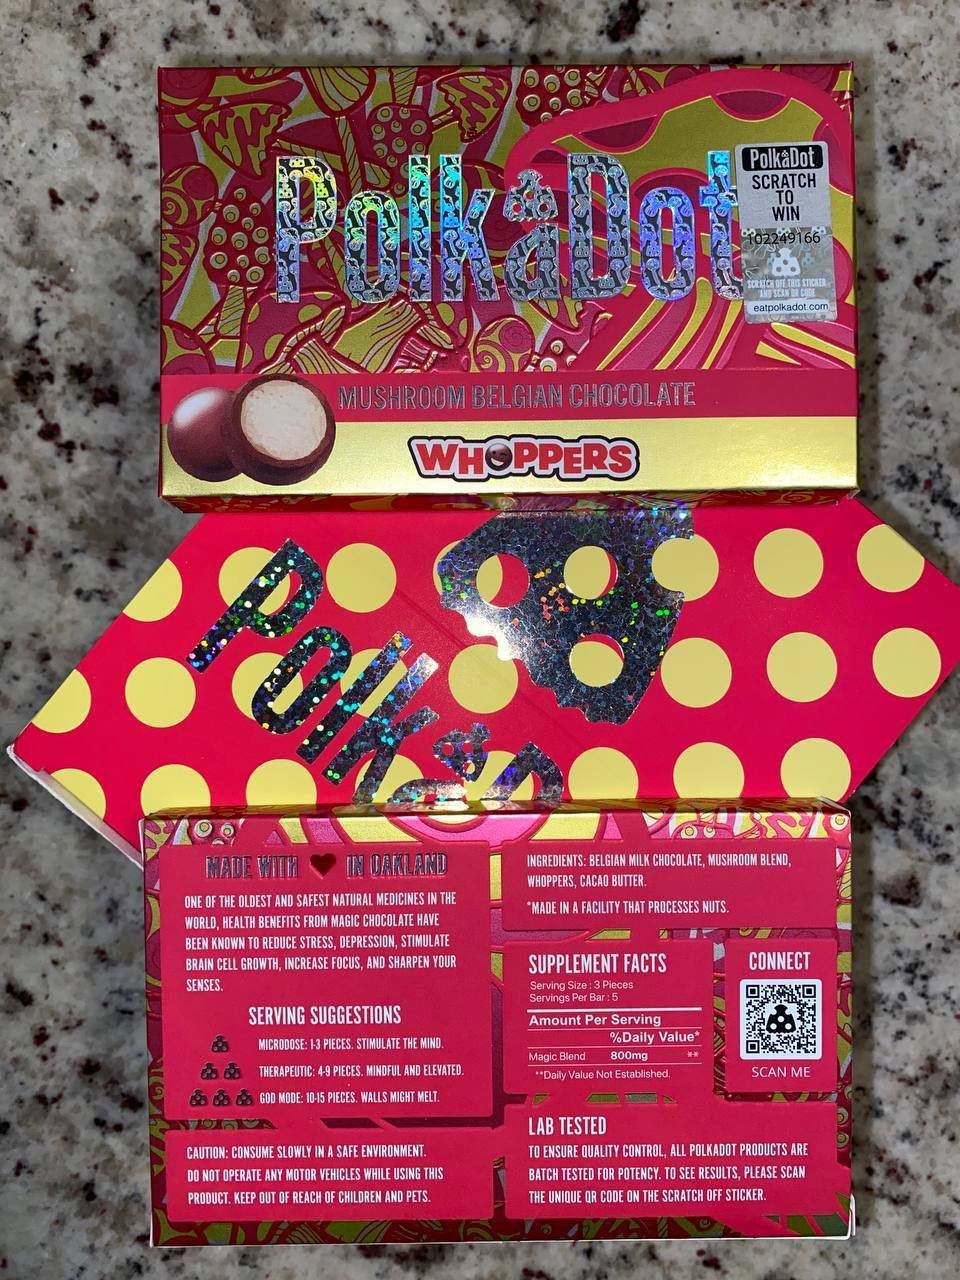 PolkaDot
PolkaDot
SCRATCH
TO
WIN
102249166
SCRATCH OFF THIS STICKER
AND SCAN QR CODE
eatpolkadot.com
MUSHROOM BELGIAN CHOCOLATE
WHOPPERS
PolkaD
MADE WITH ❤ IN OAKLAND
ONE OF THE OLDEST AND SAFEST NATURAL MEDICINES IN THE
WORLD, HEALTH BENEFITS FROM MAGIC CHOCOLATE HAVE
BEEN KNOWN TO REDUCE STRESS, DEPRESSION, STIMULATE
BRAIN CELL GROWTH, INCREASE FOCUS, AND SHARPEN YOUR
SENSES.
SERVING SUGGESTIONS
MICRODOSE: 1-3 PIECES. STIMULATE THE MIND.
THERAPEUTIC: 4-9 PIECES. MINDFUL AND ELEVATED.
GOD MODE: 10-15 PIECES. WALLS MIGHT MELT.
CAUTION: CONSUME SLOWLY IN A SAFE ENVIRONMENT.
DO NOT OPERATE ANY MOTOR VEHICLES WHILE USING THIS
PRODUCT. KEEP OUT OF REACH OF CHILDREN AND PETS.
INGREDIENTS: BELGIAN MILK CHOCOLATE, MUSHROOM BLEND,
WHOPPERS, CACAO BUTTER.
*MADE IN A FACILITY THAT PROCESSES NUTS.
SUPPLEMENT FACTS
Serving Size : 3 Pieces
Servings Per Bar : 5
Amount Per Serving
%Daily Value*
Magic Blend 800mg **
**Daily Value Not Established.
CONNECT
SCAN ME
LAB TESTED
TO ENSURE QUALITY CONTROL, ALL POLKADOT PRODUCTS ARE
BATCH TESTED FOR POTENCY. TO SEE RESULTS, PLEASE SCAN
THE UNIQUE QR CODE ON THE SCRATCH OFF STICKER.